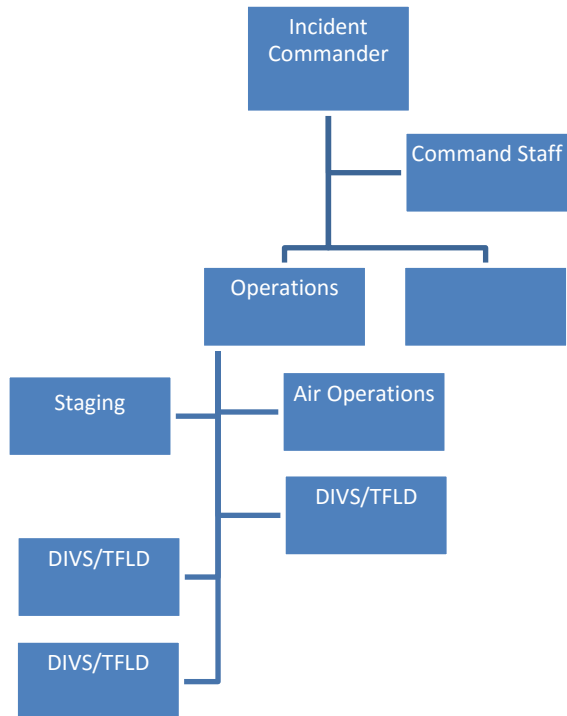 Incident
Commander
Command Staff
Operations
Staging
Air Operations
DIVS/TFLD
DIVS/TFLD
DIVS/TFLD